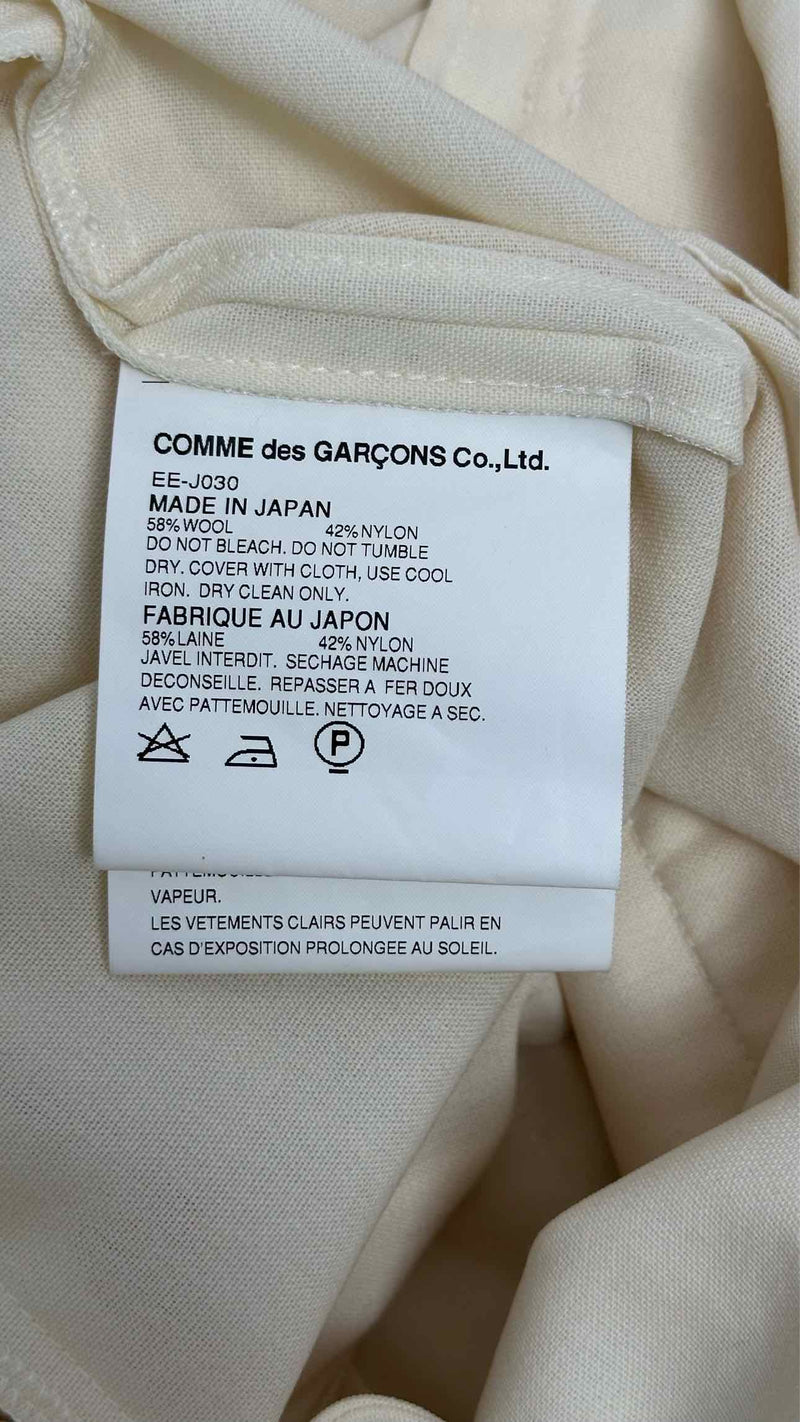 COMME des GARÇONS Co.,Ltd.
EE-J030
MADE IN JAPAN
58% WOOL 42% NYLON
DO NOT BLEACH. DO NOT TUMBLE
DRY. COVER WITH CLOTH, USE COOL
IRON. DRY CLEAN ONLY.
FABRIQUE AU JAPON
58% LAINE 42% NYLON
JAVEL INTERDIT. SECHAGE MACHINE
DECONSEILLE. REPASSER A FER DOUX
AVEC PATTEMOUILLE. NETTOYAGE A SEC.
P
VAPEUR.
LES VETEMENTS CLAIRS PEUVENT PALIR EN
CAS D'EXPOSITION PROLONGEE AU SOLEIL.